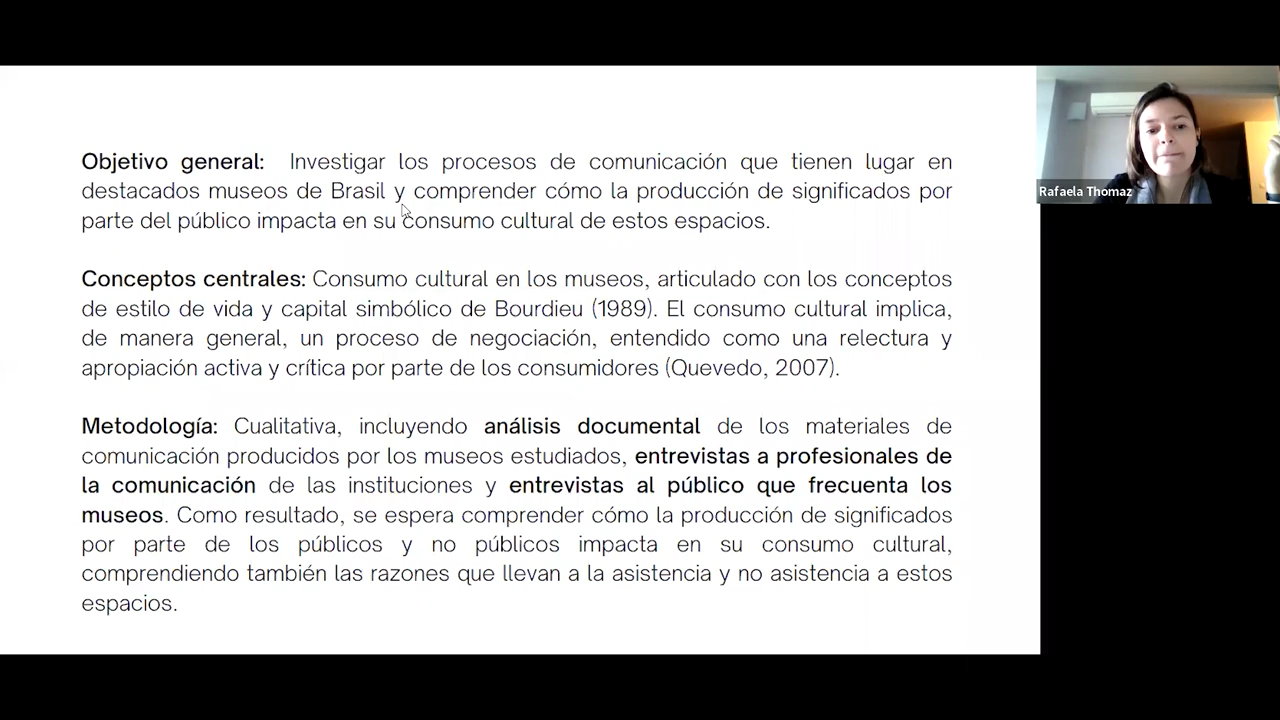 Objetivo general: Investigar los procesos de comunicación que tienen lugar en
destacados museos de Brasil y comprender cómo la producción de significados por
parte del público impacta en su consumo cultural de estos espacios.
Conceptos centrales: Consumo cultural en los museos, articulado con los conceptos
de estilo de vida y capital simbólico de Bourdieu (1989). El consumo cultural implica,
de manera general, un proceso de negociación, entendido como una relectura y
apropiación activa y crítica por parte de los consumidores (Quevedo, 2007).
Metodología: Cualitativa, incluyendo análisis documental de los materiales de
comunicación producidos por los museos estudiados, entrevistas a profesionales de
la comunicación de las instituciones y entrevistas al público que frecuenta los
museos. Como resultado, se espera comprender cómo la producción de significados
por parte de los públicos y no públicos impacta en su consumo cultural,
comprendiendo también las razones que llevan a la asistencia y no asistencia a estos
espacios.
Rafaela Thomaz